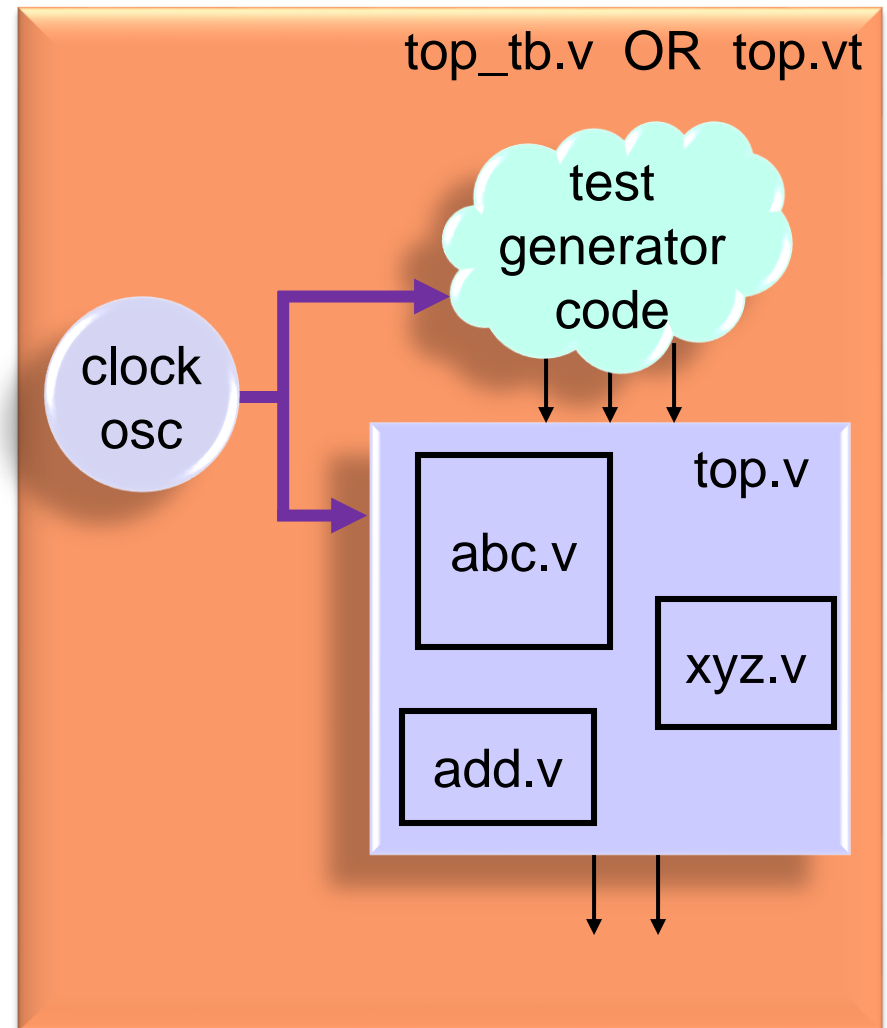 top_tb.v OR top.vt
test
generator
code
clock
osc
top.v
abc.v
xyz.v
add.v